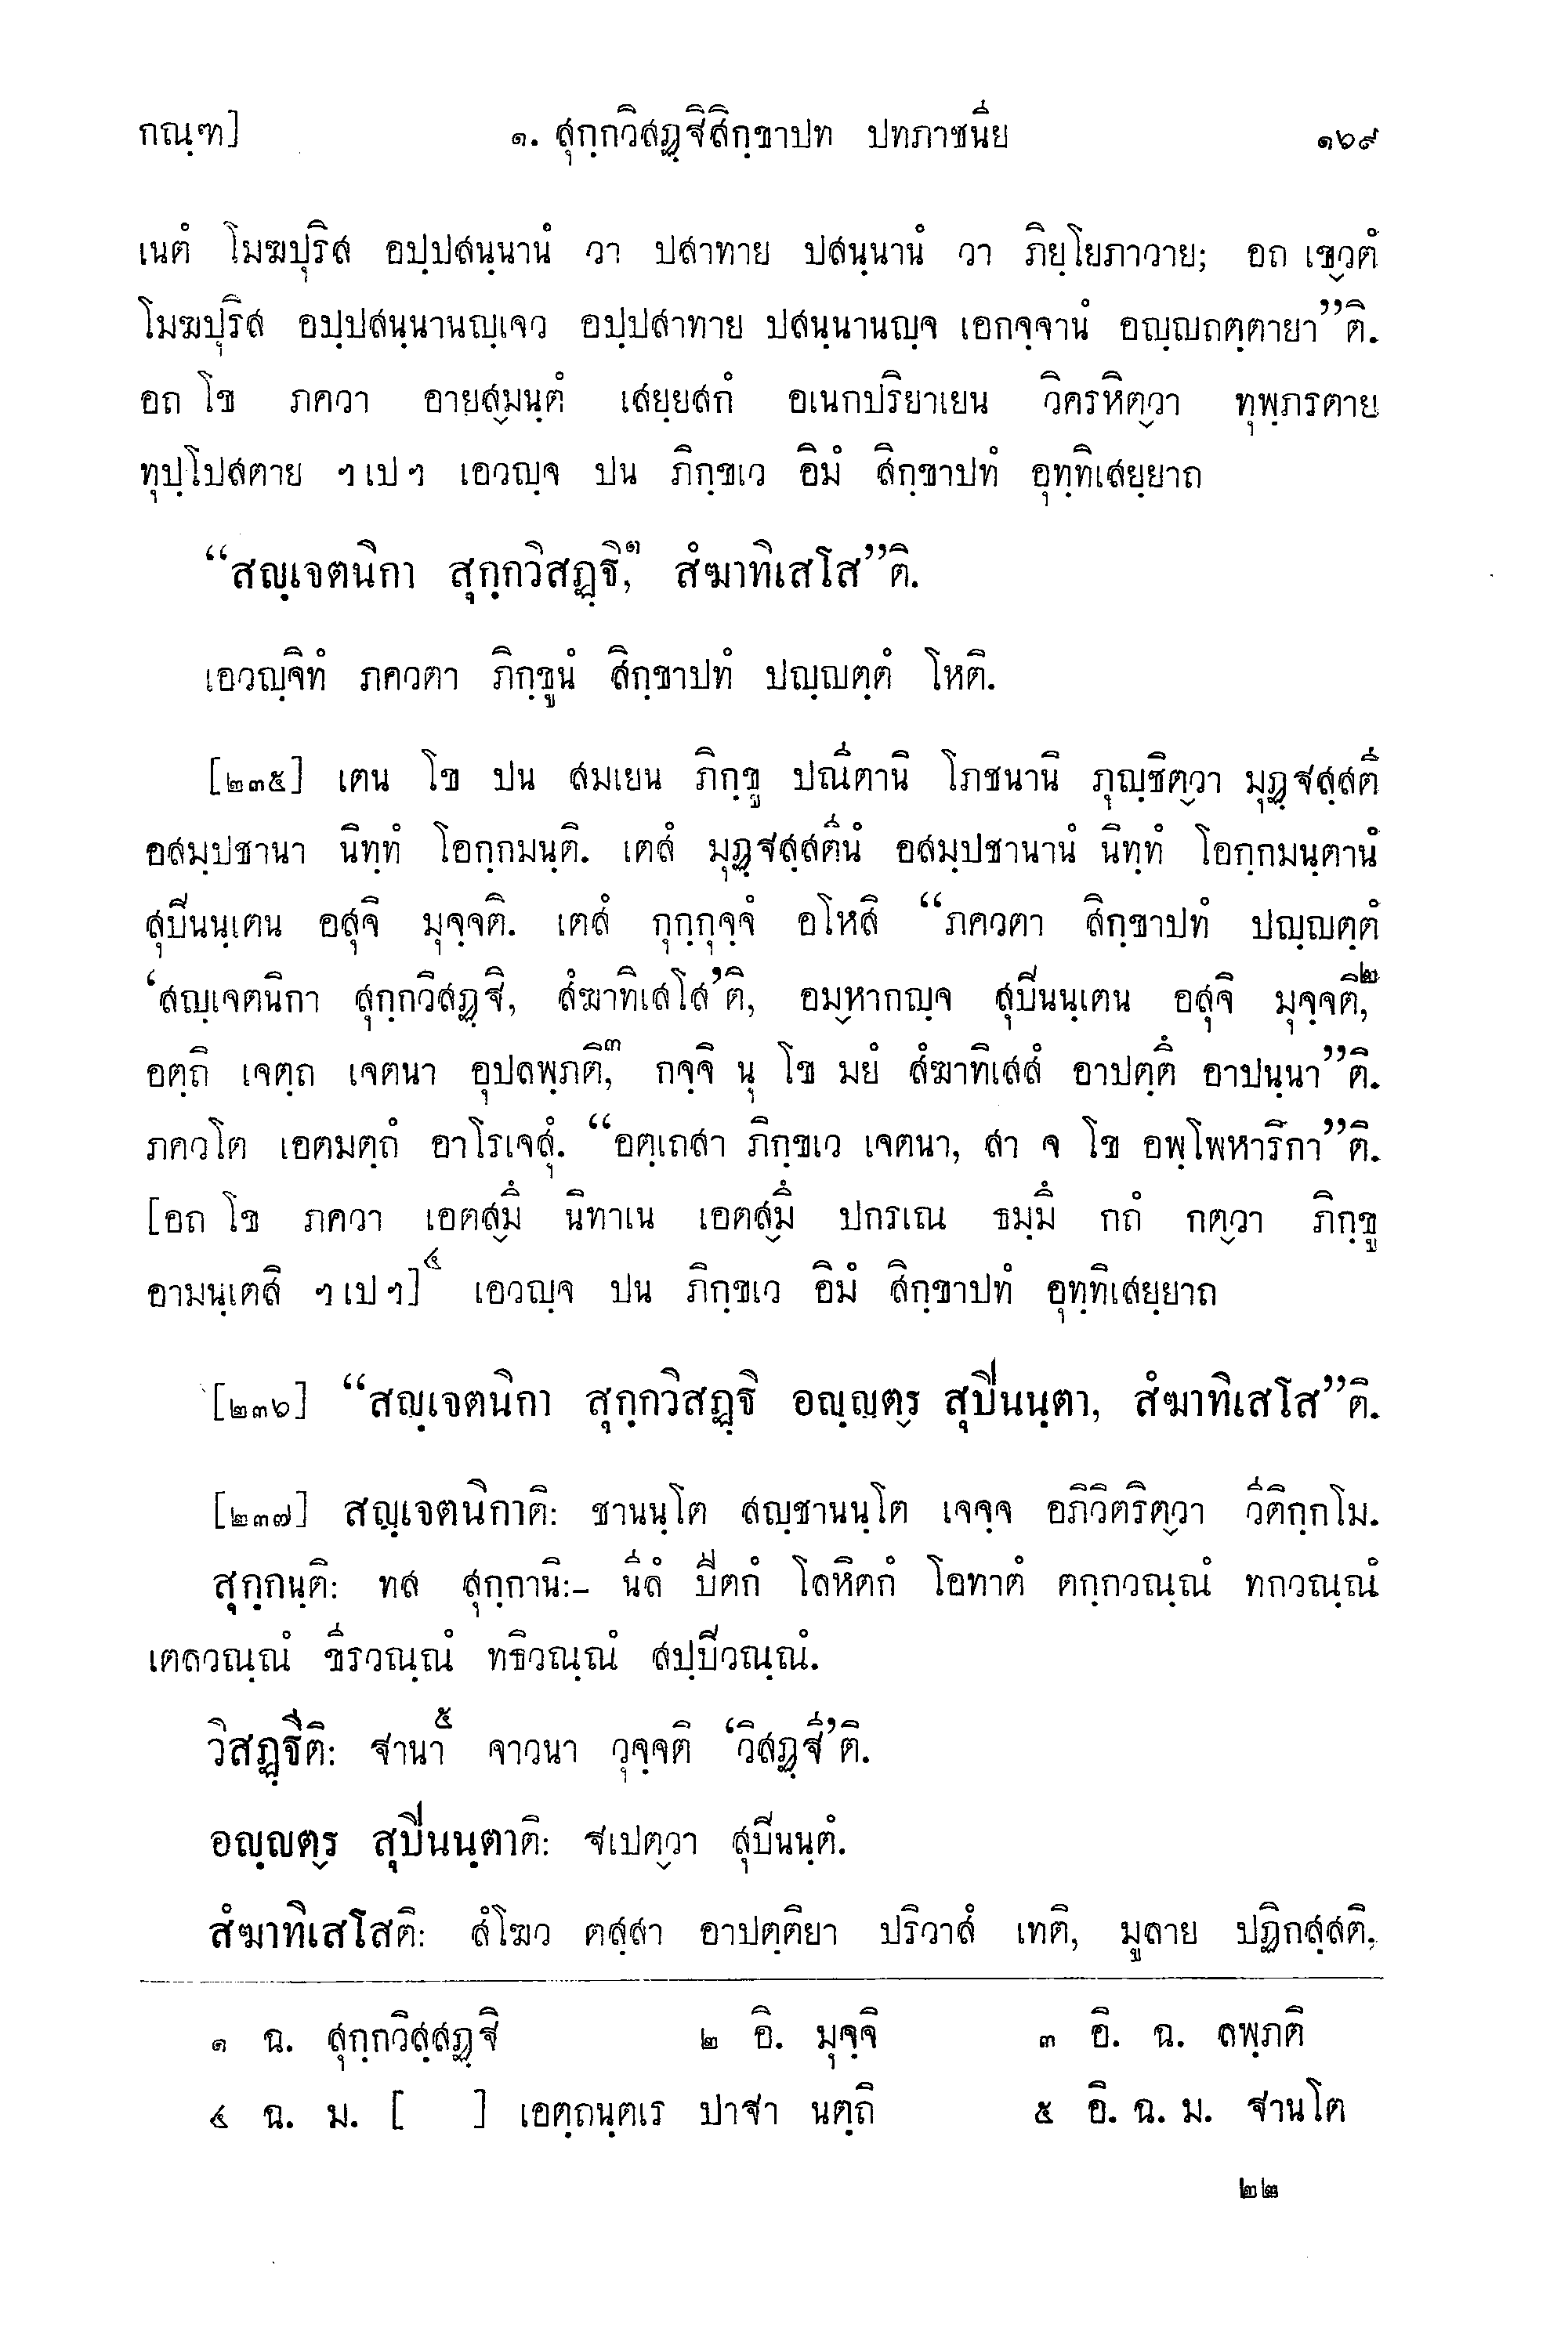 กณฺฑ] ๑. สุกฺกวิสฏฺฐิสิกฺขาปท ปทภาชนีย ๑๖๙
เนตํ โมฆปุริส อปฺปสนฺนานํ วา ปสาทาย ปสนฺนานํ วา ภิยฺโยภาวาย; อถ เขฺวตํ
โมฆปุริส อปฺปสนฺนานญฺเจว อปฺปสาทาย ปสนฺนานญฺจ เอกจฺจานํ อญฺญถตฺตายา”ติ.
อถ โข ภควา อายสฺมนฺตํ เสยฺยสกํ อเนกปริยาเยน วิครหิตฺวา ทุพฺภรตาย
ทุปฺโปสตาย ฯ เป ฯ เอวญฺจ ปน ภิกฺขเว อิมํ สิกฺขาปทํ อุทฺทิเสยฺยาถ
“สญฺเจตนิกา สุกฺกวิสฏฺฐิ,๑ สํฆาทิเสโส”ติ.
เอวญฺจิทํ ภควตา ภิกฺขูนํ สิกฺขาปทํ ปญฺญตฺตํ โหติ.
[๒๓๕] เตน โข ปน สมเยน ภิกฺขู ปณีตานิ โภชนานิ ภุญฺชิตฺวา มุฏฺฐสฺสตี
อสมฺปชานา นิทฺทํ โอกฺกมนฺติ. เตสํ มุฏฺฐสฺสตีนํ อสมฺปชานานํ นิทฺทํ โอกฺกมนฺตานํ
สุปินนฺเตน อสุจิ มุจฺจติ. เตสํ กุกฺกุจฺจํ อโหสิ “ภควตา สิกฺขาปทํ ปญฺญตฺตํ
‘สญฺเจตนิกา สุกฺกวิสฏฺฐิ, สํฆาทิเสโส’ติ, อมฺหากญฺจ สุปินนฺเตน อสุจิ มุจฺจติ,๒
อตฺถิ เจตฺถ เจตนา อุปลพฺภติ,๓ กจฺจิ นุ โข มยํ สํฆาทิเสสํ อาปตฺตึ อาปนฺนา”ติ.
ภควโต เอตมตฺถํ อาโรเจสุํ. “อตฺเถสา ภิกฺขเว เจตนา, สา จ โข อพฺโพหาริกา”ติ.
[อถ โข ภควา เอตสฺมึ นิทาเน เอตสฺมึ ปกรเณ ธมฺมึ กถํ กตฺวา ภิกฺขู
อามนฺเตสิ ฯ เป ฯ]๔ เอวญฺจ ปน ภิกฺขเว อิมํ สิกฺขาปทํ อุทฺทิเสยฺยาถ
[๒๓๖] “สญฺเจตนิกา สุกฺกวิสฏฺฐิ อญฺญตฺร สุปินนฺตา, สํฆาทิเสโส”ติ.
[๒๓๗] สญฺเจตนิกาติ: ชานนฺโต สญฺชานนฺโต เจจฺจ อภิวิตริตฺวา วีติกฺกโม.
สุกฺกนฺติ: ทส สุกฺกานิ:- นีลํ ปีตกํ โลหิตกํ โอทาตํ ตกฺกวณฺณํ ทกวณฺณํ
เตลวณฺณํ ขีรวณฺณํ ทธิวณฺณํ สปฺปิวณฺณํ.
วิสฏฺฐีติ: ฐานา๕ จาวนา วุจฺจติ ‘วิสฏฺฐี’ติ.
อญฺญตฺร สุปินนฺตาติ: ฐเปตฺวา สุปินนฺตํ.
สํฆาทิเสโสติ: สํโฆว ตสฺสา อาปตฺติยา ปริวาสํ เทติ, มูลาย ปฏิกสฺสติ,
๑ ฉ. สุกฺกวิสฺสฏฺฐิ ๒ อิ. มุจฺจิ ๓ อิ. ฉ. ลพฺภติ
๔ ฉ. ม. [ ] เอตฺถนฺตเร ปาฐา นตฺถิ ๕ อิ. ฉ. ม. ฐานโต
๒๒